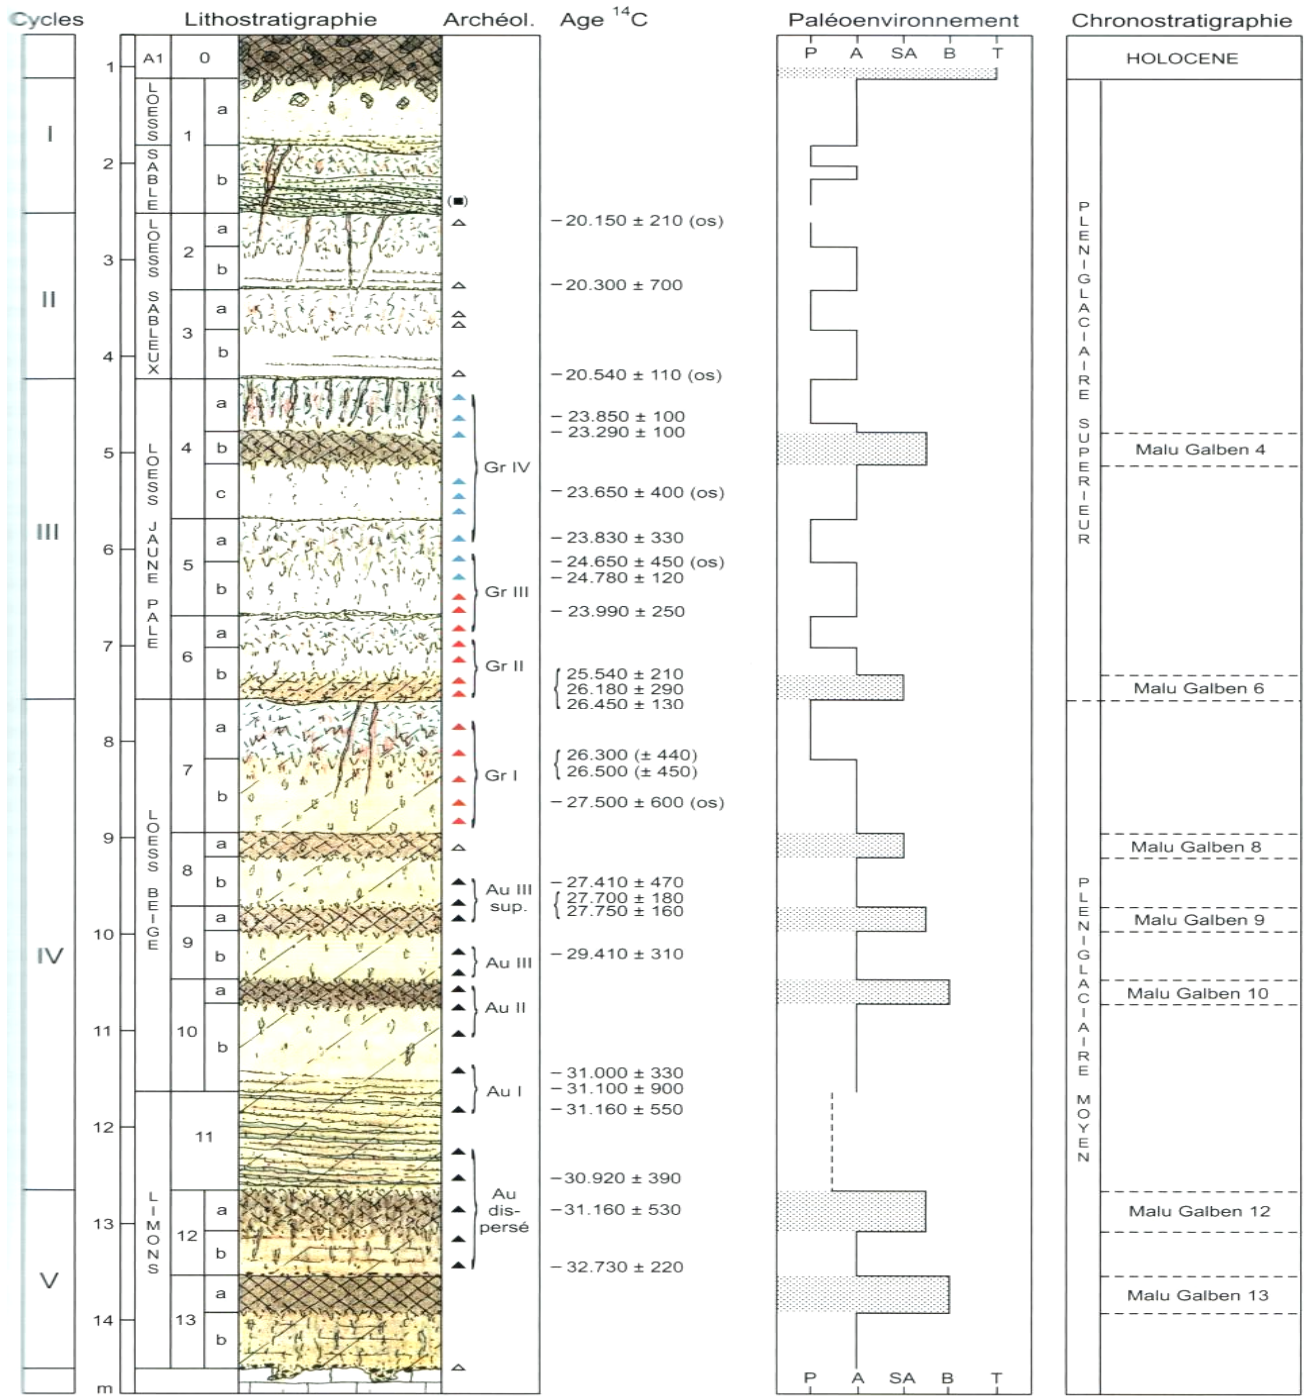 Cycles Lithostratigraphie Archéol. Age ¹⁴C Paléoenvironnement Chronostratigraphie
P A SA B T
A1 0 HOLOCENE
1
I
LOESS
1
a
2
SABLE
b
(■)
LOESS SABLEUX
2
a
20.150 ± 210 (os)
3
b
20.300 ± 700
II
3
a
4
b
20.540 ± 110 (os)
PLENIGLACIAIRE SUPERIEUR
III
LOESS JAUNE PALE
4
a
23.850 ± 100
23.290 ± 100
5
b
Malu Galben 4
Gr IV
c
23.650 ± 400 (os)
6
5
a
23.830 ± 330
24.650 ± 450 (os)
24.780 ± 120
b
Gr III
23.990 ± 250
7
6
a
Gr II
b
25.540 ± 210
26.180 ± 290
26.450 ± 130
Malu Galben 6
8
IV
LOESS BEIGE
7
a
26.300 (± 440)
Gr I
26.500 (± 450)
b
27.500 ± 600 (os)
9
8
a
Malu Galben 8
b
27.410 ± 470
Au III
sup.
27.700 ± 180
27.750 ± 160
PLENIGLACIAIRE MOYEN
10
9
a
Malu Galben 9
b
29.410 ± 310
Au III
10
a
Malu Galben 10
Au II
11
b
31.000 ± 330
Au I
31.100 ± 900
31.160 ± 550
12
11
30.920 ± 390
V
LIMONS
13
12
a
Au
dis-
persé
31.160 ± 530
Malu Galben 12
b
32.730 ± 220
13
a
Malu Galben 13
14
b
m
P A SA B T